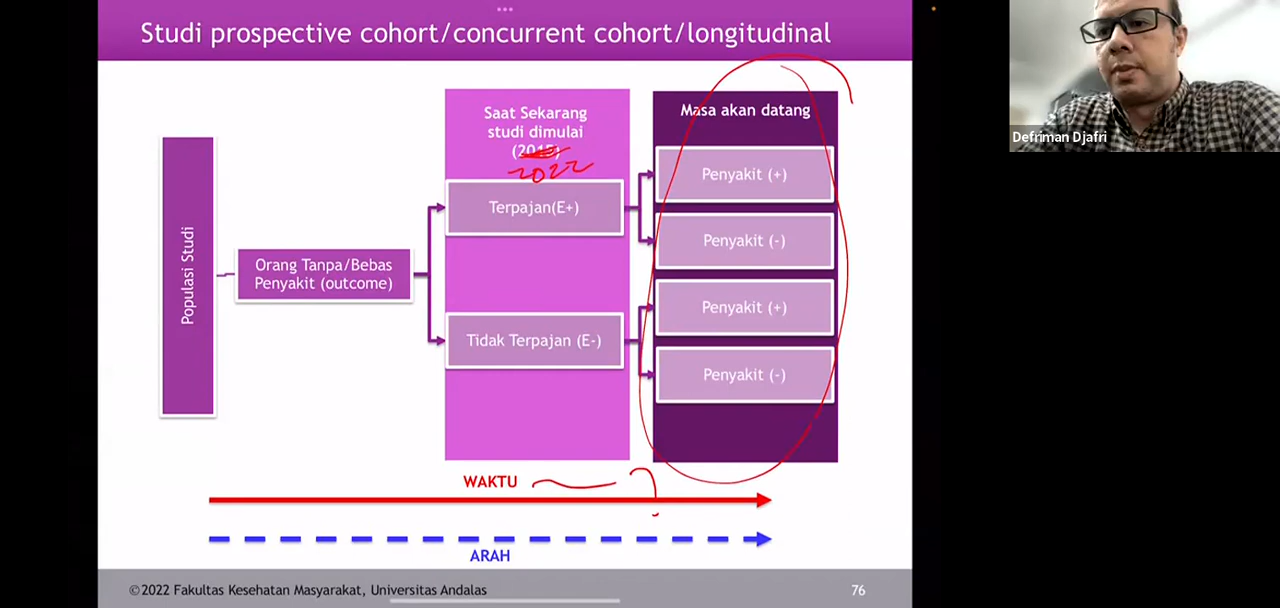 Studi prospective cohort/concurrent cohort/longitudinal
Defriman Djafri
Populasi Studi
Orang Tanpa/Bebas
Penyakit (outcome)
Saat Sekarang
studi dimulai
(2015)
2022
Terpajan(E+)
Tidak Terpajan (E-)
Masa akan datang
Penyakit (+)
Penyakit (-)
Penyakit (+)
Penyakit (-)
WAKTU
?
ARAH
©2022 Fakultas Kesehatan Masyarakat, Universitas Andalas
76